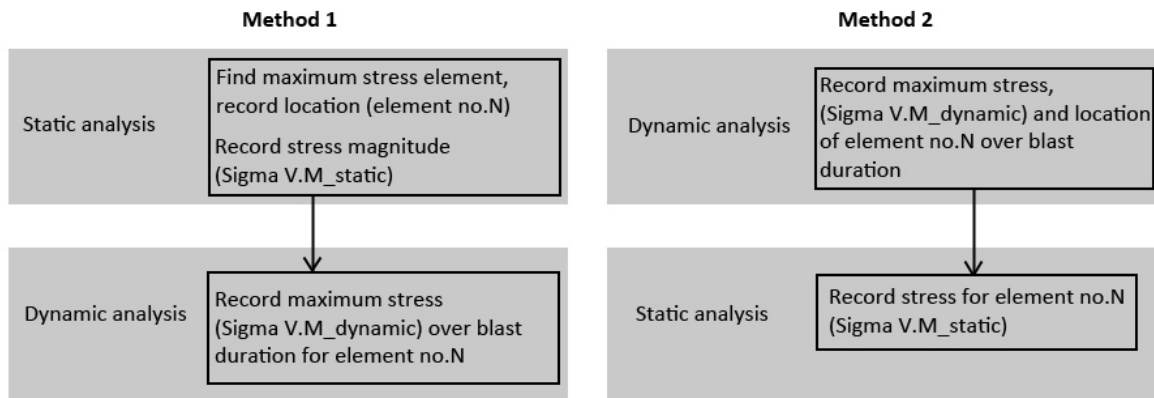 Method 1
Static analysis
Find maximum stress element,
record location (element no.N)
Record stress magnitude
(Sigma V.M_static)
Dynamic analysis
Record maximum stress
(Sigma V.M_dynamic) over blast
duration for element no.N
Method 2
Dynamic analysis
Record maximum stress,
(Sigma V.M_dynamic) and location
of element no.N over blast
duration
Static analysis
Record stress for element no.N
(Sigma V.M_static)